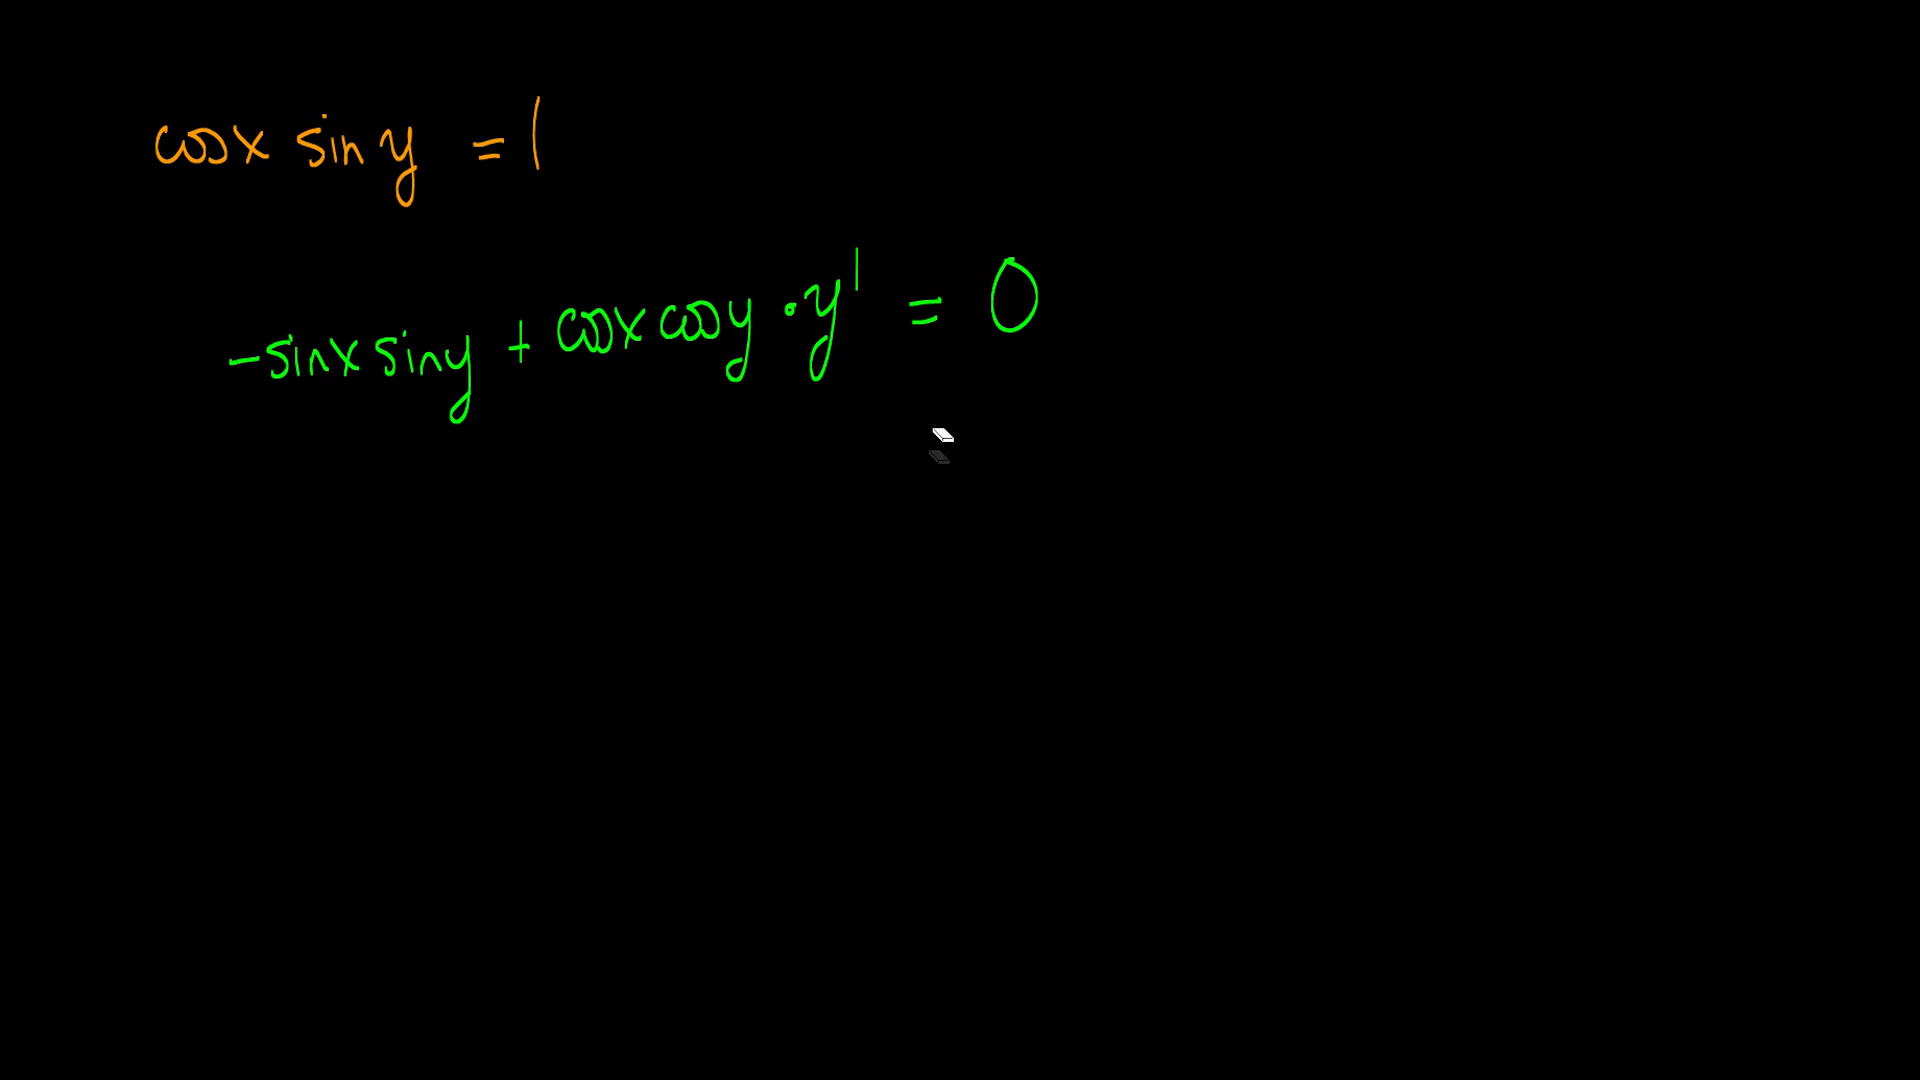 cosx sin y = 1
-sinx siny + cosx cosy · y' = 0